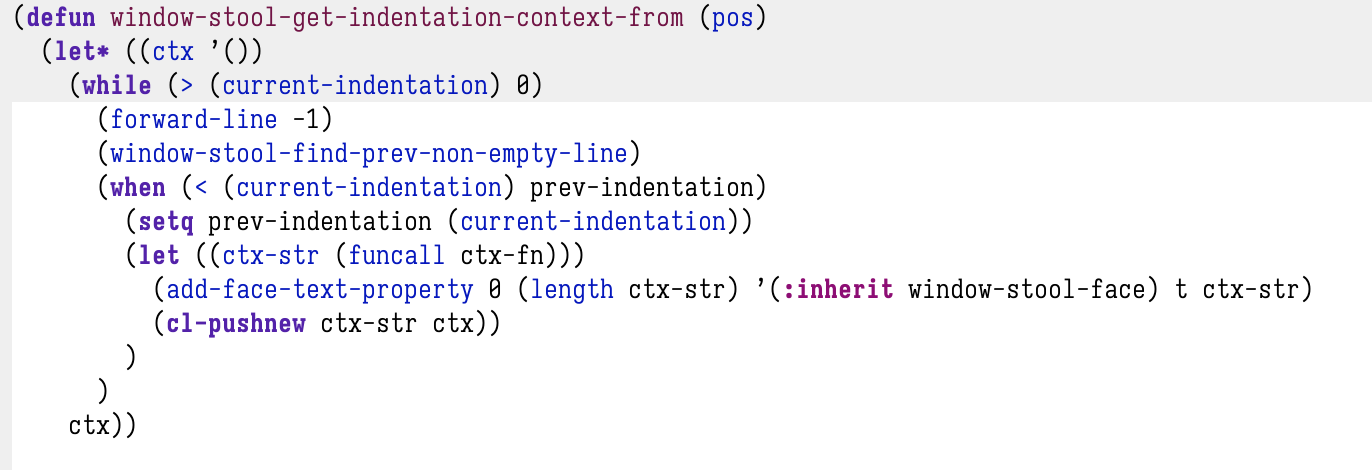 (defun window-stool-get-indentation-context-from (pos)
  (let* ((ctx '())
    (while (> (current-indentation) 0)
      (forward-line -1)
      (window-stool-find-prev-non-empty-line)
      (when (< (current-indentation) prev-indentation)
        (setq prev-indentation (current-indentation))
        (let ((ctx-str (funcall ctx-fn)))
          (add-face-text-property 0 (length ctx-str) '(:inherit window-stool-face) t ctx-str)
          (cl-pushnew ctx-str ctx))
        )
      )
    ctx))